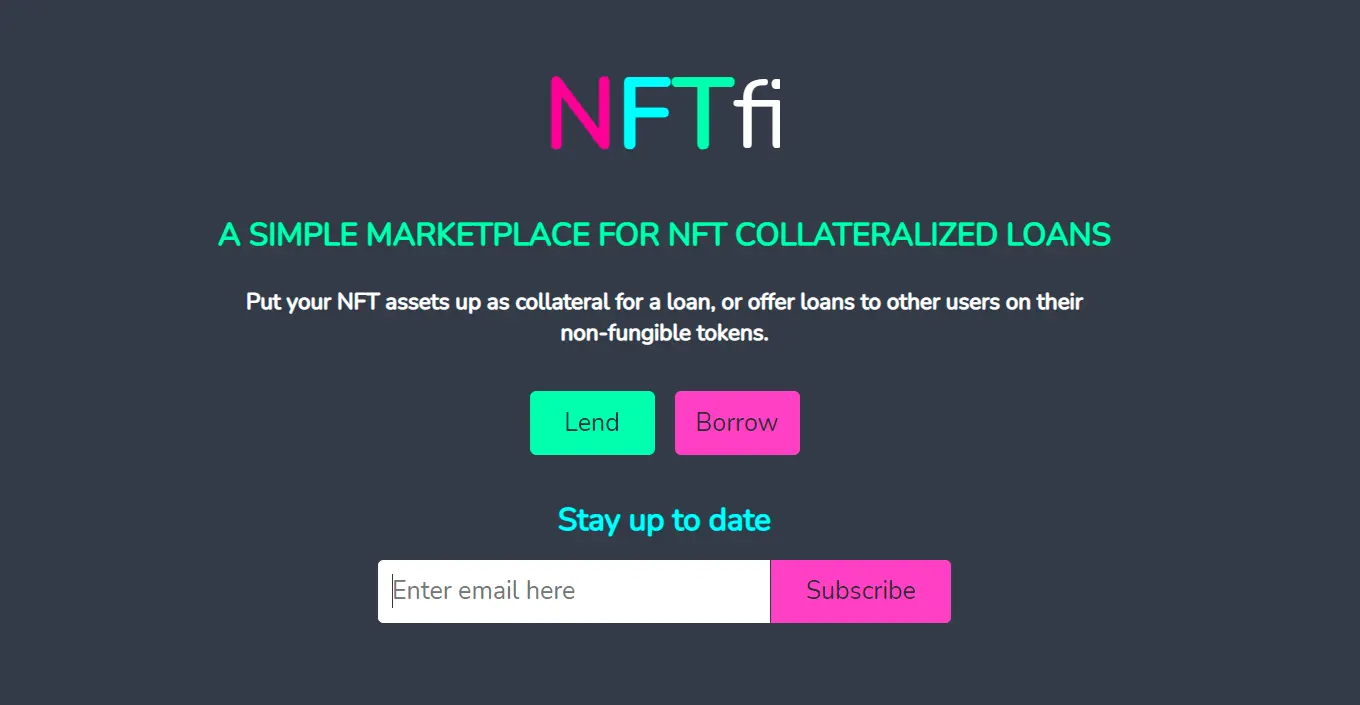 NFTfi
A SIMPLE MARKETPLACE FOR NFT COLLATERALIZED LOANS
Put your NFT assets up as collateral for a loan, or offer loans to other users on their
non-fungible tokens.
Lend Borrow
Stay up to date
Enter email here Subscribe